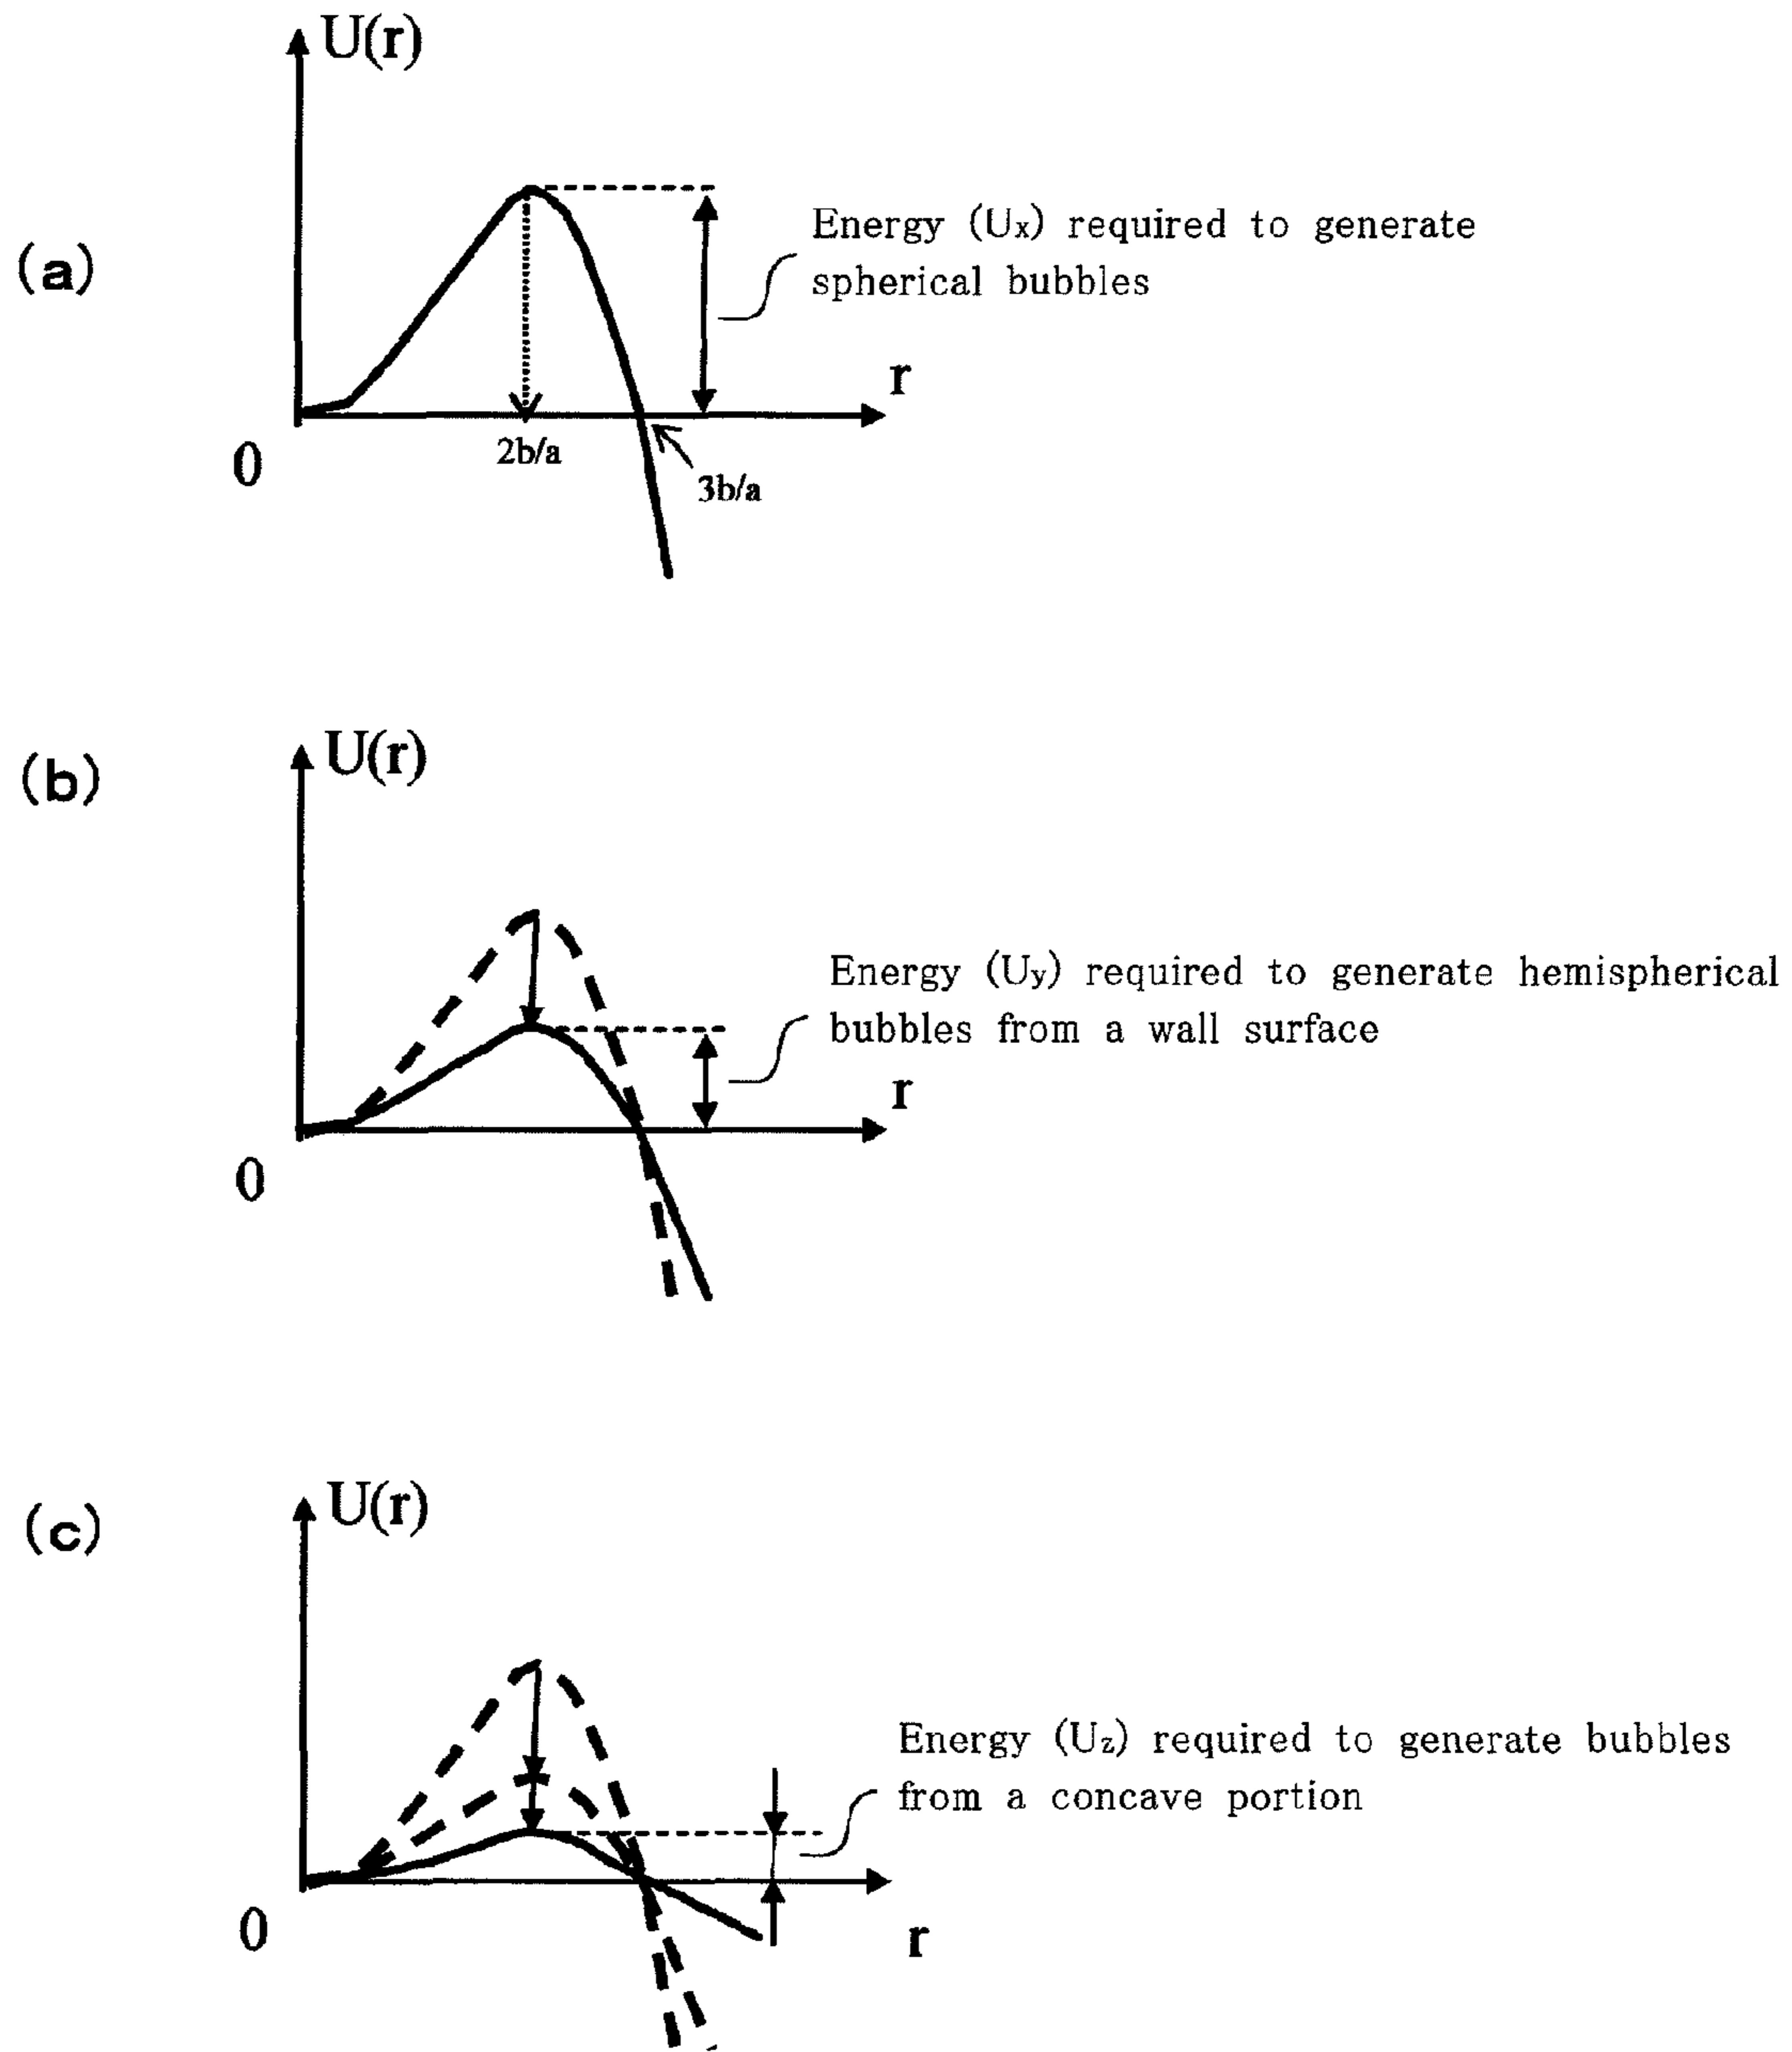 (a)
U(r)
Energy (Ux) required to generate
spherical bubbles
r
0
2b/a
3b/a
(b)
U(r)
Energy (Uy) required to generate hemispherical
bubbles from a wall surface
r
0
(c)
U(r)
Energy (Uz) required to generate bubbles
from a concave portion
0
r